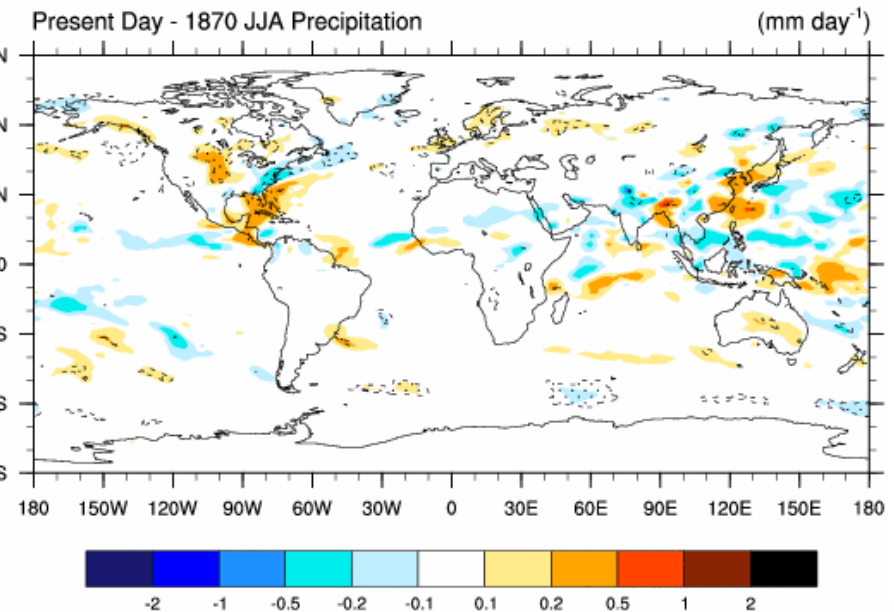 Present Day - 1870 JJA Precipitation (mm day-1)
N
N
N
0
S
S
S
180 150W 120W 90W 60W 30W 0 30E 60E 90E 120E 150E 180
-2 -1 -0.5 -0.2 -0.1 0.1 0.2 0.5 1 2